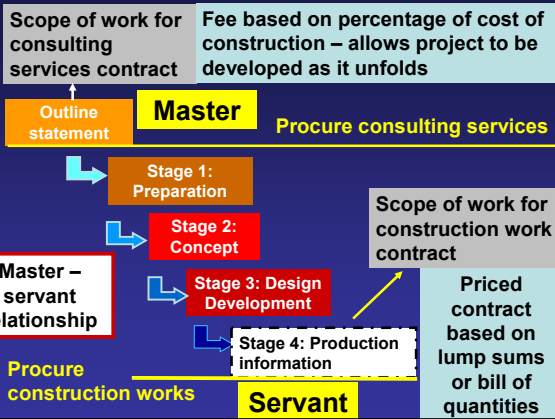 Scope of work for
consulting
services contract
Fee based on percentage of cost of
construction – allows project to be
developed as it unfolds
Outline
statement
Master
Procure consulting services
Stage 1:
Preparation
Stage 2:
Concept
Scope of work for
construction work
contract
Master –
servant
relationship
Stage 3: Design
Development
Priced
contract
based on
lump sums
or bill of
quantities
Stage 4: Production
information
Procure
construction works
Servant